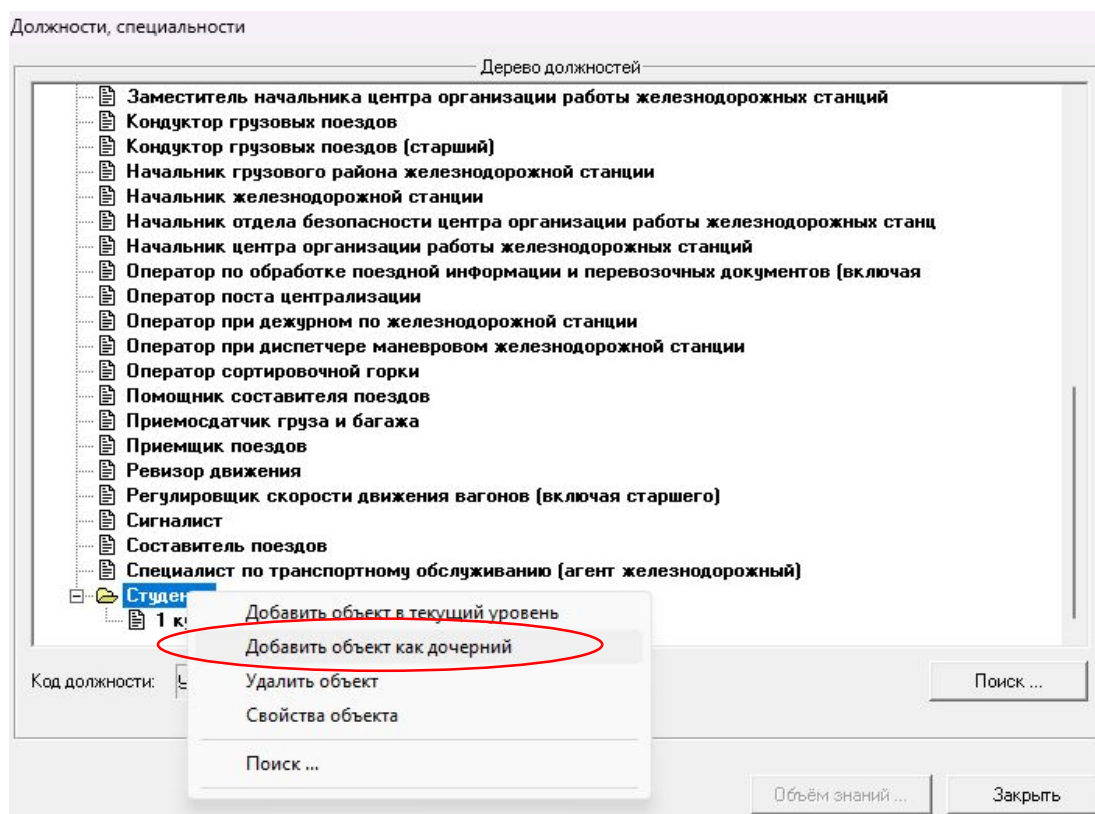 Должности, специальности
Дерево должностей
Заместитель начальника центра организации работы железнодорожных станций
Кондуктор грузовых поездов
Кондуктор грузовых поездов (старший)
Начальник грузового района железнодорожной станции
Начальник железнодорожной станции
Начальник отдела безопасности центра организации работы железнодорожных станц
Начальник центра организации работы железнодорожных станций
Оператор по обработке поездной информации и перевозочных документов (включая
Оператор поста централизации
Оператор при дежурном по железнодорожной станции
Оператор при диспетчере маневровом железнодорожной станции
Оператор сортировочной горки
Помощник составителя поездов
Приемосдатчик груза и багажа
Приемщик поездов
Ревизор движения
Регулировщик скорости движения вагонов (включая старшего)
Сигналист
Составитель поездов
Специалист по транспортному обслуживанию (агент железнодорожный)
Студен
Добавить объект в текущий уровень
1 к
Добавить объект как дочерний
Код должности:
Удалить объект
Поиск ...
Свойства объекта
Поиск ...
Объём знаний ...
Закрыть